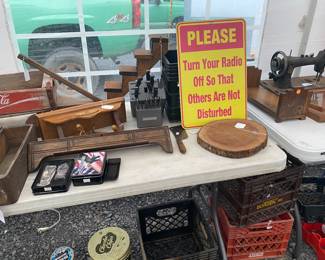 PLEASE
Turn Your Radio
Off So That
Others Are Not
Disturbed